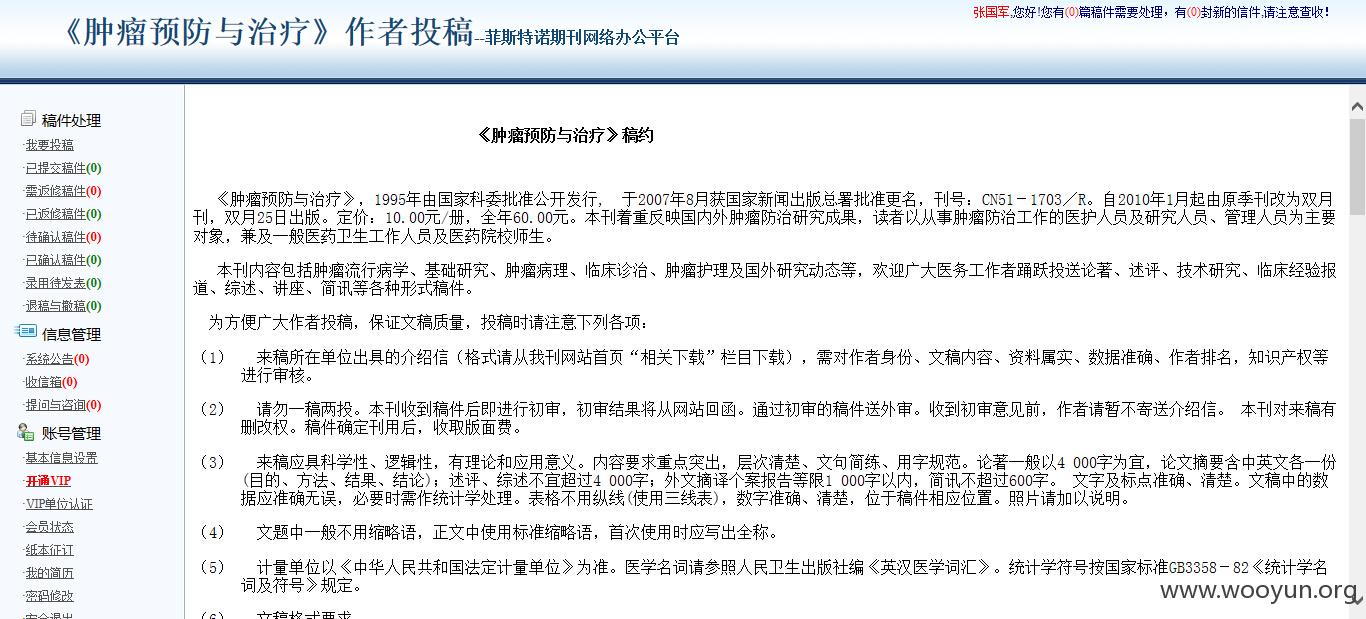 张国军,您好!您有(0)篇稿件需要处理，有(0)封新的信件,请注意查收!
《肿瘤预防与治疗》作者投稿--菲斯特诺期刊网络办公平台
稿件处理
·我要投稿
·已提交稿件(0)
·需返修稿件(0)
·已返修稿件(0)
·待确认稿件(0)
·已确认稿件(0)
·录用待发表(0)
·退稿与撤稿(0)
信息管理
·系统公告(0)
·收信箱(0)
·提问与咨询(0)
账号管理
·基本信息设置
·开通VIP
·VIP单位认证
·会员状态
·纸本征订
·我的简历
·密码修改
·安全退出
《肿瘤预防与治疗》稿约
《肿瘤预防与治疗》，1995年由国家科委批准公开发行， 于2007年8月获国家新闻出版总署批准更名，刊号：CN51－1703／R。自2010年1月起由原季刊改为双月
刊，双月25日出版。定价：10.00元/册，全年60.00元。本刊着重反映国内外肿瘤防治研究成果，读者以从事肿瘤防治工作的医护人员及研究人员、管理人员为主要
对象，兼及一般医药卫生工作人员及医药院校师生。
本刊内容包括肿瘤流行病学、基础研究、肿瘤病理、临床诊治、肿瘤护理及国外研究动态等，欢迎广大医务工作者踊跃投送论著、述评、技术研究、临床经验报
道、综述、讲座、简讯等各种形式稿件。
为方便广大作者投稿，保证文稿质量，投稿时请注意下列各项：
（1） 来稿所在单位出具的介绍信（格式请从我刊网站首页“相关下载”栏目下载），需对作者身份、文稿内容、资料属实、数据准确、作者排名，知识产权等
进行审核。
（2） 请勿一稿两投。本刊收到稿件后即进行初审，初审结果将从网站回函。通过初审的稿件送外审。收到初审意见前，作者请暂不寄送介绍信。 本刊对来稿有
删改权。稿件确定刊用后，收取版面费。
（3） 来稿应具科学性、逻辑性，有理论和应用意义。内容要求重点突出，层次清楚、文句简练、用字规范。论著一般以4 000字为宜，论文摘要含中英文各一份
(目的、方法、结果、结论)；述评、综述不宜超过4 000字；外文摘译个案报告等限1 000字以内，简讯不超过600字。 文字及标点准确、清楚。文稿中的数
据应准确无误，必要时需作统计学处理。表格不用纵线(使用三线表)，数字准确、清楚，位于稿件相应位置。照片请加以说明。
（4） 文题中一般不用缩略语，正文中使用标准缩略语，首次使用时应写出全称。
（5） 计量单位以《中华人民共和国法定计量单位》为准。医学名词请参照人民卫生出版社编《英汉医学词汇》。统计学符号按国家标准GB3358－82《统计学名
词及符号》规定。
（6） 文稿格式要求
www.wooyun.org